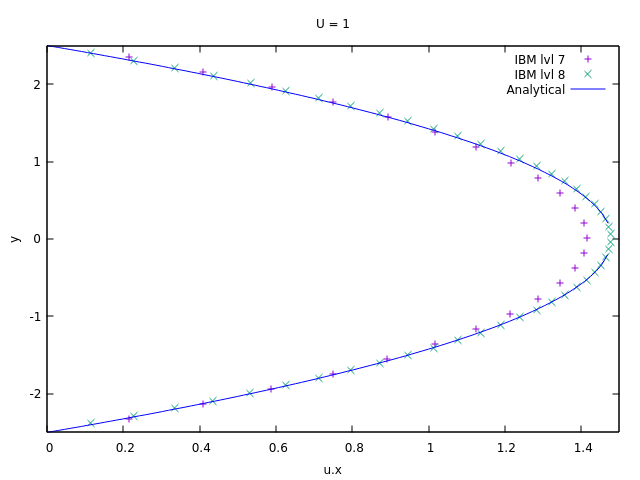 U = 1
IBM lvl 7
IBM lvl 8
Analytical
2
1
0
-1
-2
y
0 0.2 0.4 0.6 0.8 1 1.2 1.4
u.x